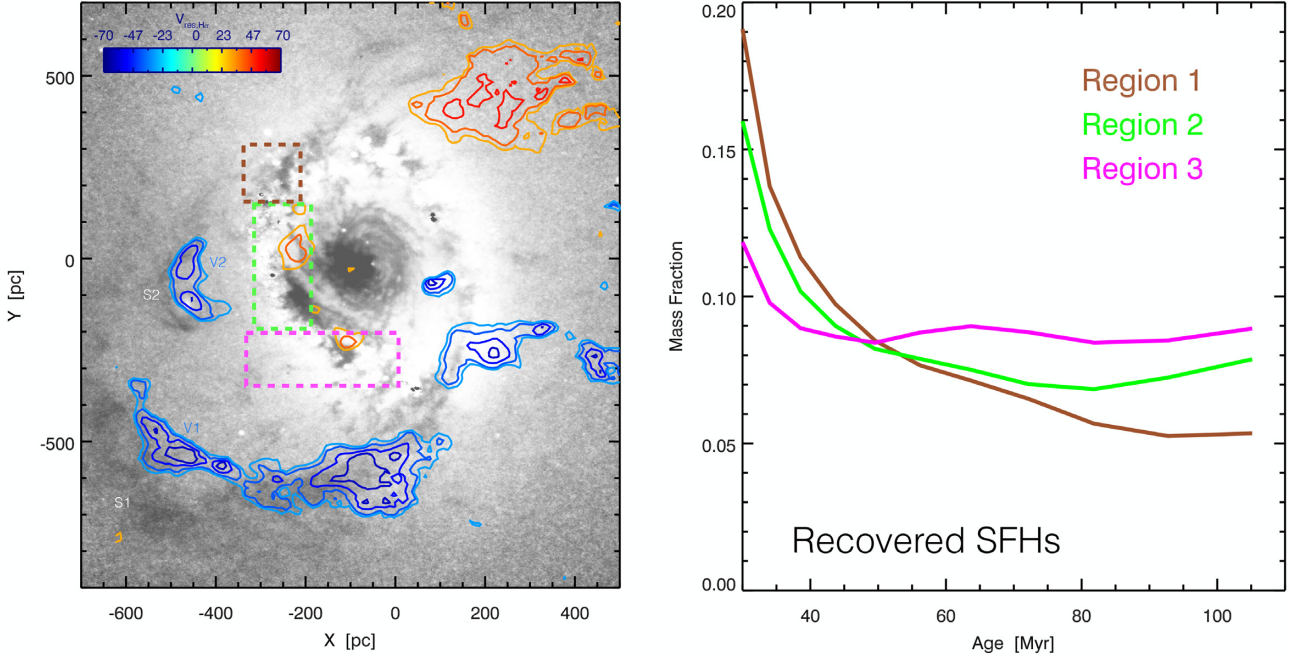 V res,Hα
-70 -47 -23 0 23 47 70
500
0
-500
Y [pc]
-600 -400 -200 0 200 400
X [pc]
V2
S2
V1
S1
0.20
0.15
0.10
0.05
0.00
Mass Fraction
Region 1
Region 2
Region 3
Recovered SFHs
40 60 80 100
Age [Myr]